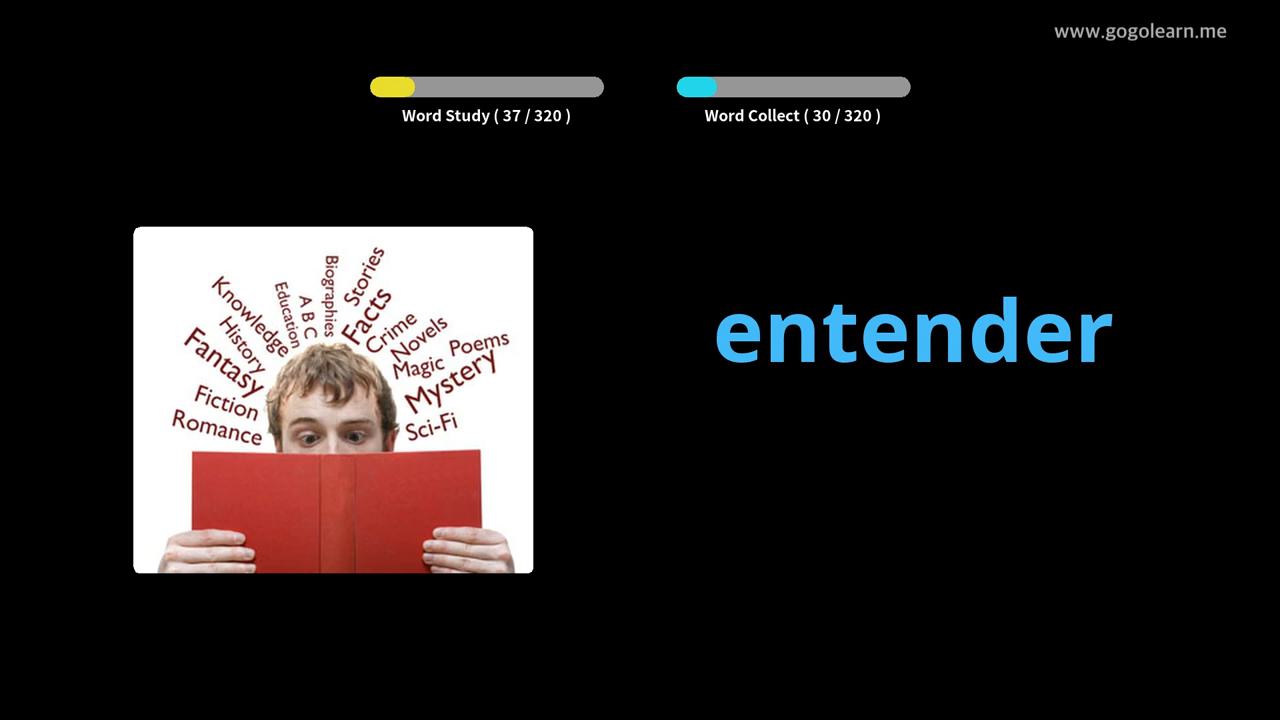 www.gogolearn.me
Word Study ( 37 / 320 )
Word Collect ( 30 / 320 )
entender
Biographies
Stories
Education
A B C
Facts
Knowledge
Crime
History
Novels
Fantasy
Magic
Poems
Mystery
Fiction
Romance
Sci-Fi